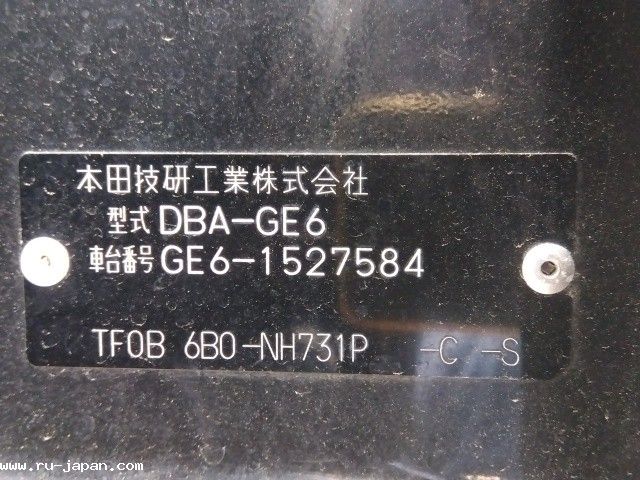 本田技研工業株式会社
型式 DBA-GE6
車台番号 GE6-1527584
TF0B 6B0-NH731P -C -S
www.ru-japan.com